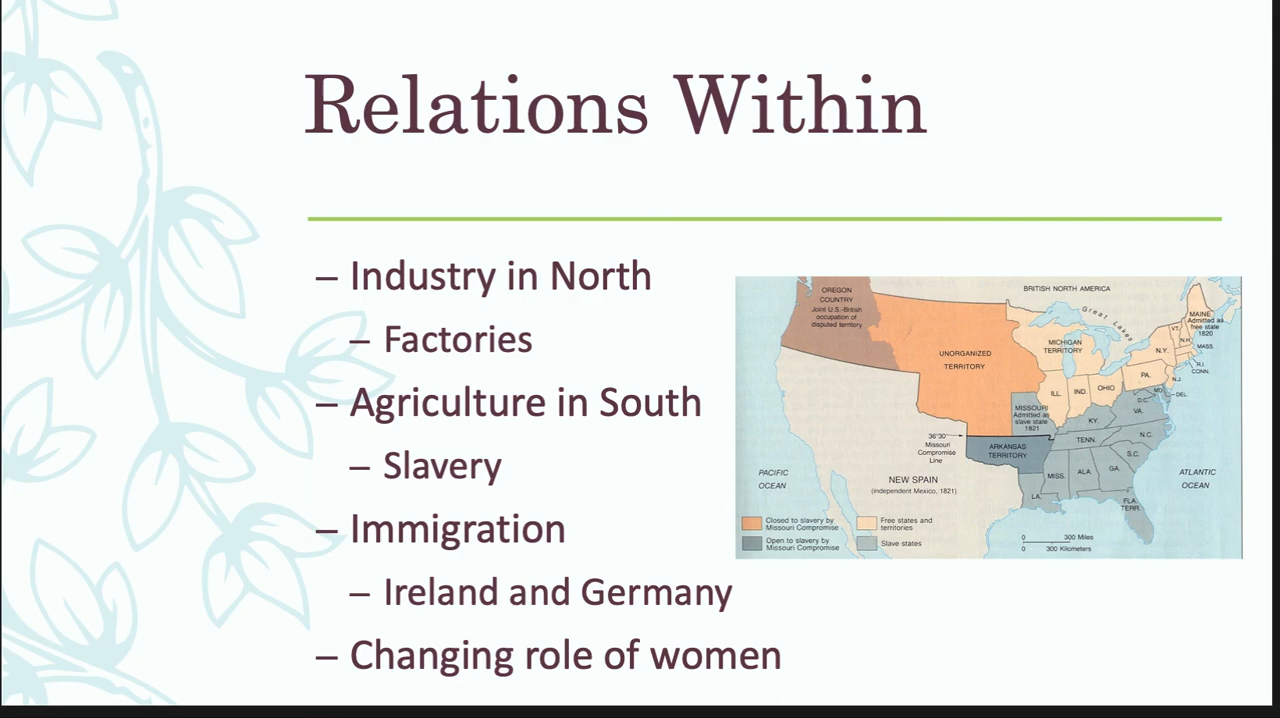 Relations Within
– Industry in North
– Factories
– Agriculture in South
– Slavery
– Immigration
– Ireland and Germany
– Changing role of women
OREGON
COUNTRY
Joint U.S.-British
occupation of
disputed territory
BRITISH NORTH AMERICA
Great Lakes
MAINE
Admitted as
free state
1820
VT.
N.H.
MASS.
R.I.
CONN.
N.Y.
MICHIGAN
TERRITORY
UNORGANIZED
TERRITORY
PA.
N.J.
ILL.
IND.
OHIO
MD.
DEL.
D.C.
VA.
MISSOURI
Admitted as
slave state
1821
KY.
36°30'
Missouri
Compromise
Line
ARKANSAS
TERRITORY
TENN.
N.C.
S.C.
MISS.
ALA.
GA.
LA.
FLA.
TERR.
PACIFIC
OCEAN
NEW SPAIN
(independent Mexico, 1821)
ATLANTIC
OCEAN
Closed to slavery by
Missouri Compromise
Free states and
territories
Open to slavery by
Missouri Compromise
Slave states
0 300 Miles
0 300 Kilometers